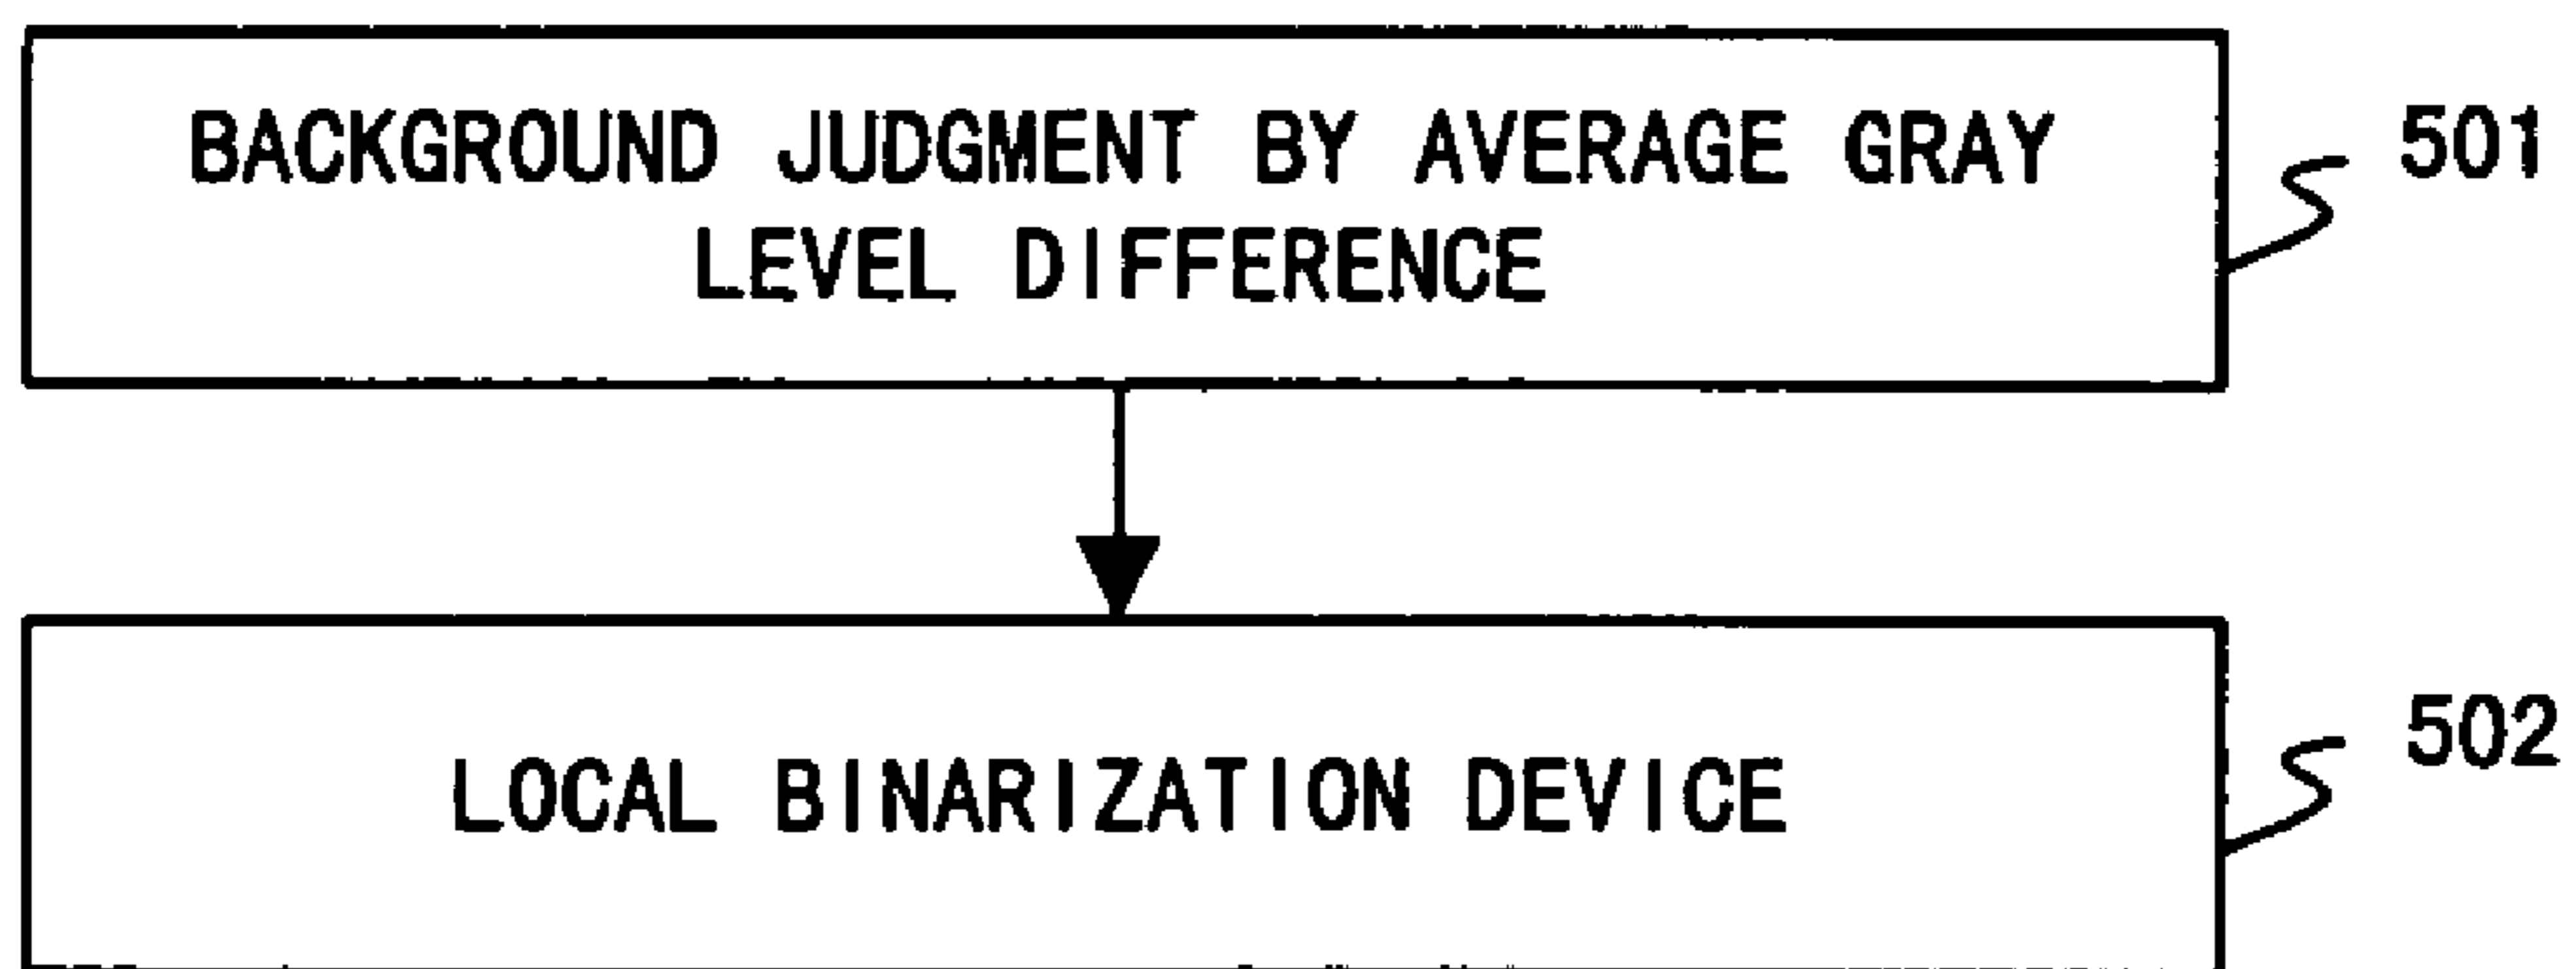 BACKGROUND JUDGMENT BY AVERAGE GRAY
LEVEL DIFFERENCE
501
LOCAL BINARIZATION DEVICE
502